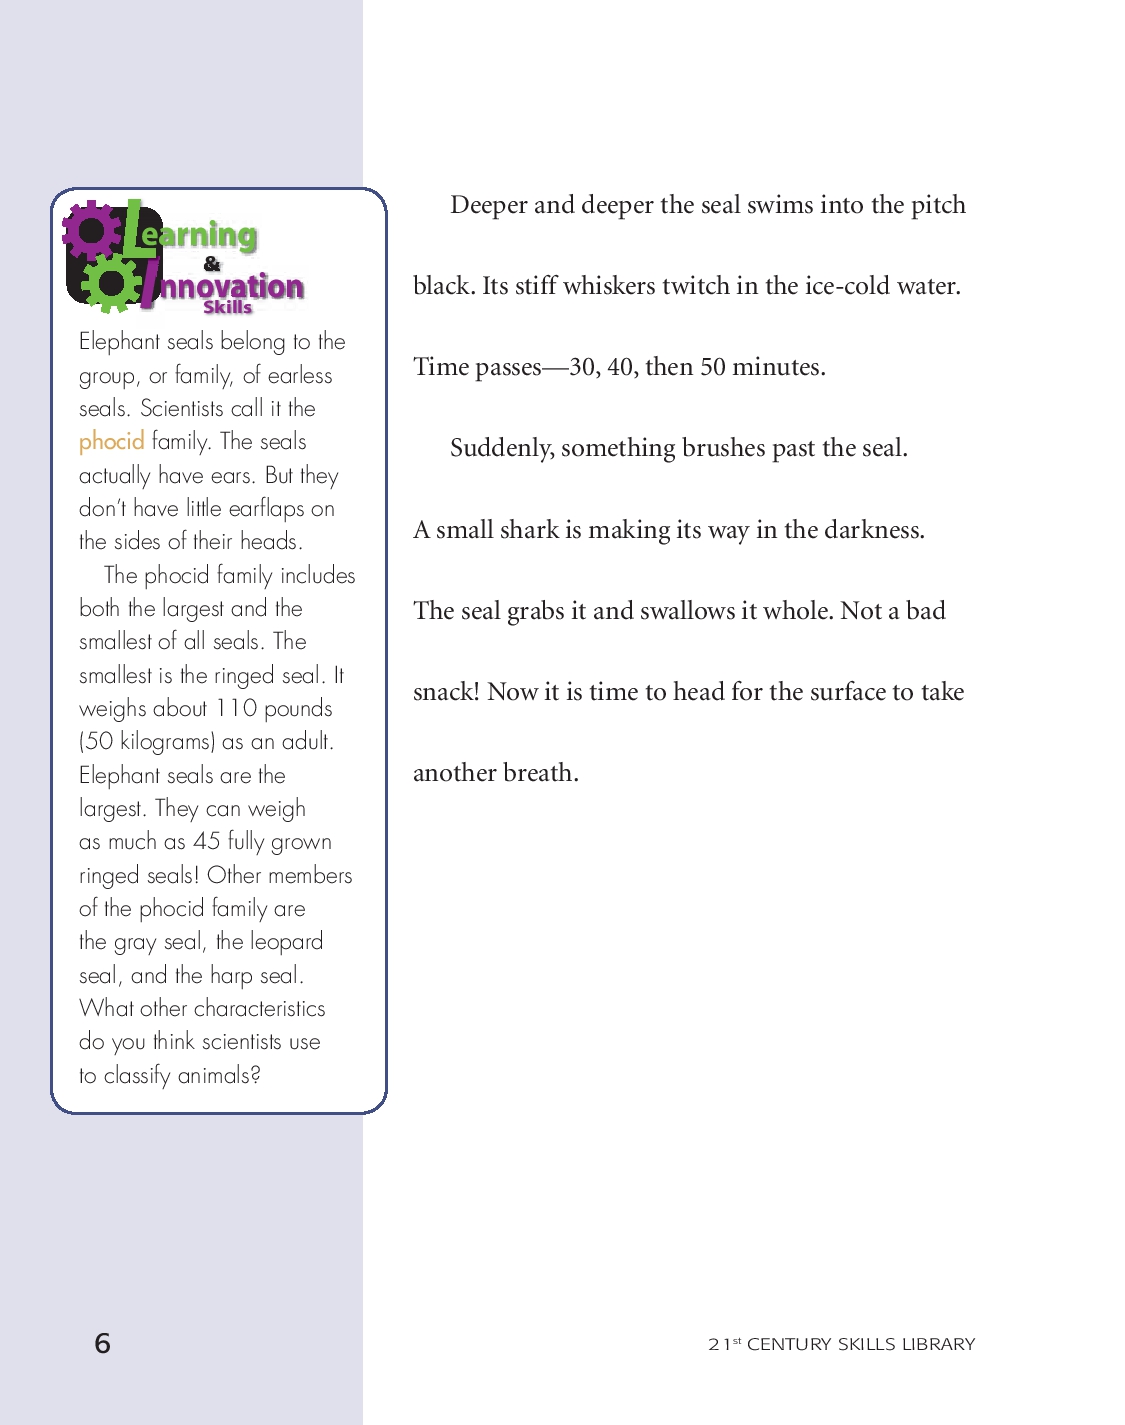 Learning
&
Innovation
Skills
Elephant seals belong to the
group, or family, of earless
seals. Scientists call it the
phocid family. The seals
actually have ears. But they
don’t have little earflaps on
the sides of their heads.
The phocid family includes
both the largest and the
smallest of all seals. The
smallest is the ringed seal. It
weighs about 110 pounds
(50 kilograms) as an adult.
Elephant seals are the
largest. They can weigh
as much as 45 fully grown
ringed seals! Other members
of the phocid family are
the gray seal, the leopard
seal, and the harp seal.
What other characteristics
do you think scientists use
to classify animals?
Deeper and deeper the seal swims into the pitch
black. Its stiff whiskers twitch in the ice-cold water.
Time passes—30, 40, then 50 minutes.
Suddenly, something brushes past the seal.
A small shark is making its way in the darkness.
The seal grabs it and swallows it whole. Not a bad
snack! Now it is time to head for the surface to take
another breath.
6
21st CENTURY SKILLS LIBRARY